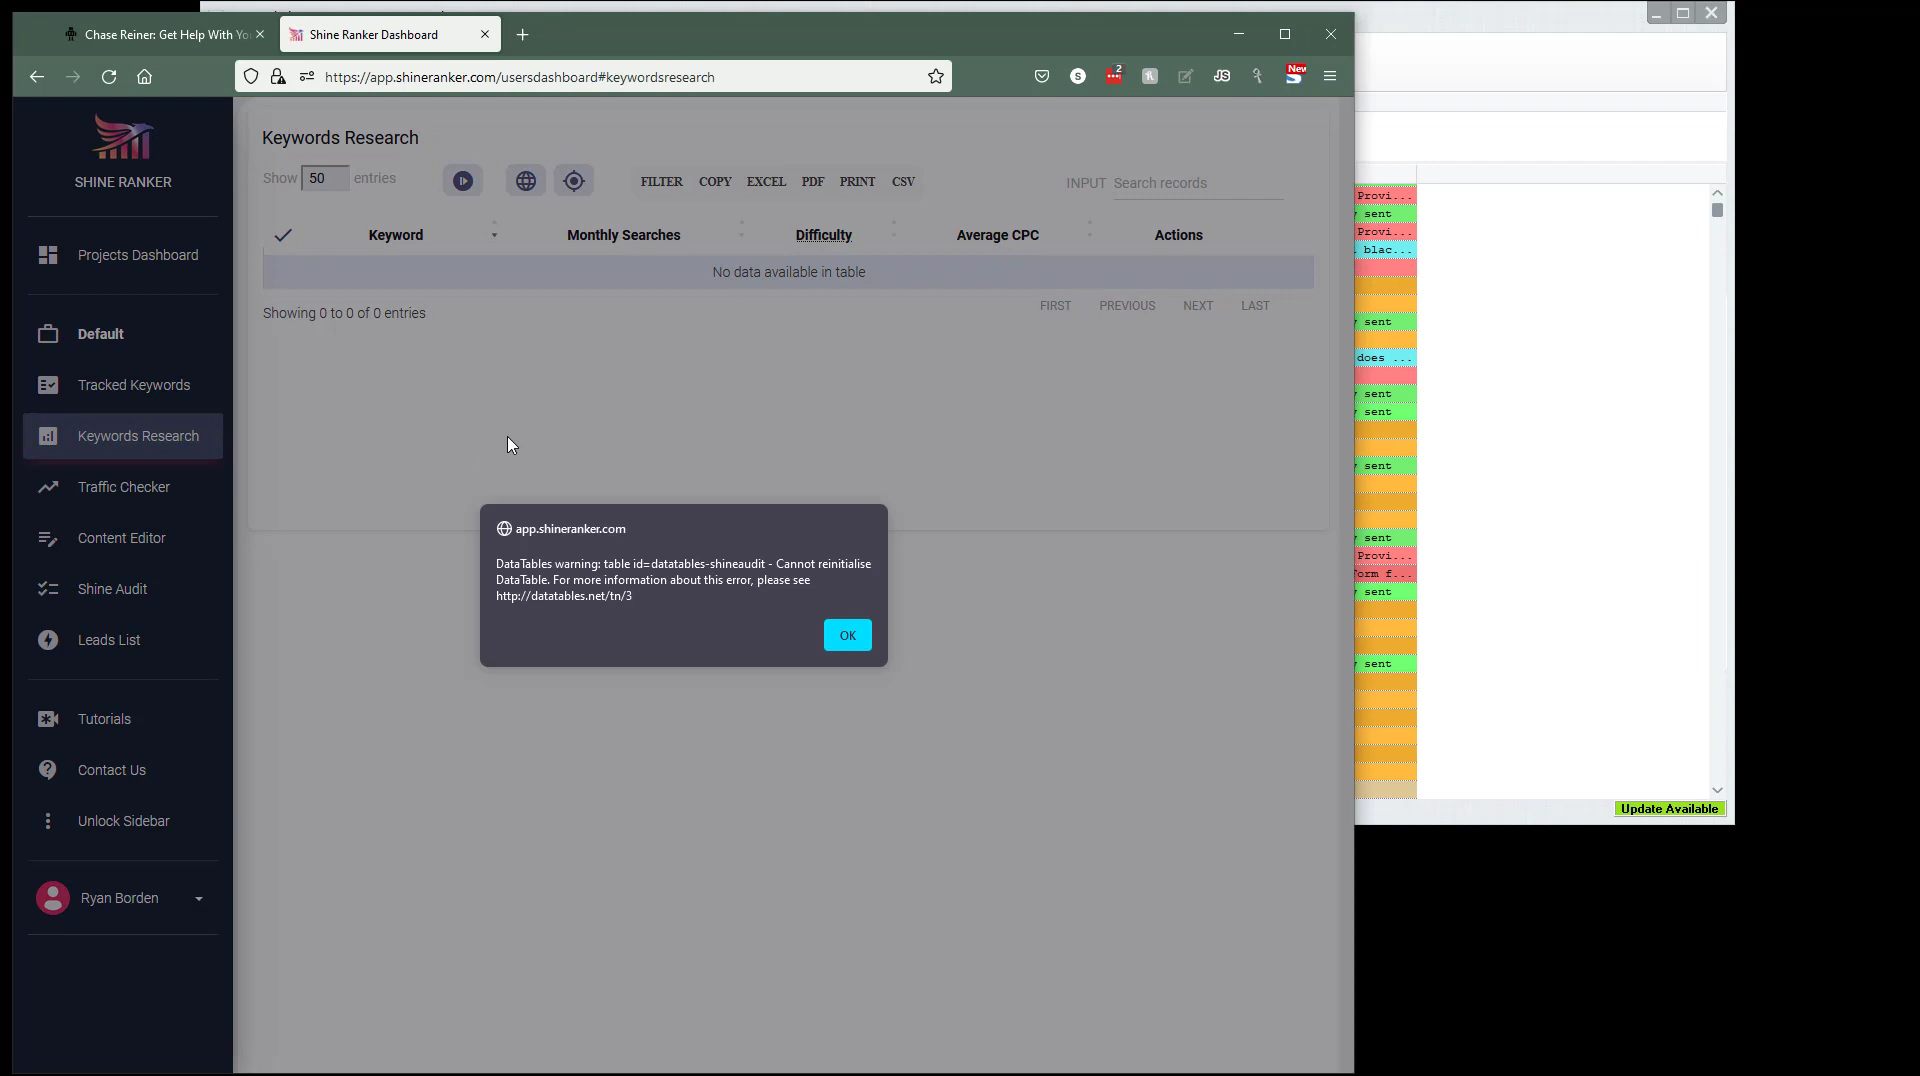 Chase Reiner: Get Help With Yo
Shine Ranker Dashboard
https://app.shineranker.com/usersdashboard#keywordsresearch
S
2
JS
New
SHINE RANKER
Projects Dashboard
Default
Tracked Keywords
Keywords Research
Traffic Checker
Content Editor
Shine Audit
Leads List
Tutorials
Contact Us
Unlock Sidebar
Ryan Borden
Keywords Research
Show 50 entries
FILTER COPY EXCEL PDF PRINT CSV
INPUT Search records
Keyword Monthly Searches Difficulty Average CPC Actions
No data available in table
Showing 0 to 0 of 0 entries
FIRST PREVIOUS NEXT LAST
app.shineranker.com
DataTables warning: table id=datatables-shineaudit - Cannot reinitialise
DataTable. For more information about this error, please see
http://datatables.net/tn/3
OK
Provi...
sent
Provi...
blac...
sent
does ...
sent
sent
sent
sent
Provi...
form f...
sent
sent
Update Available